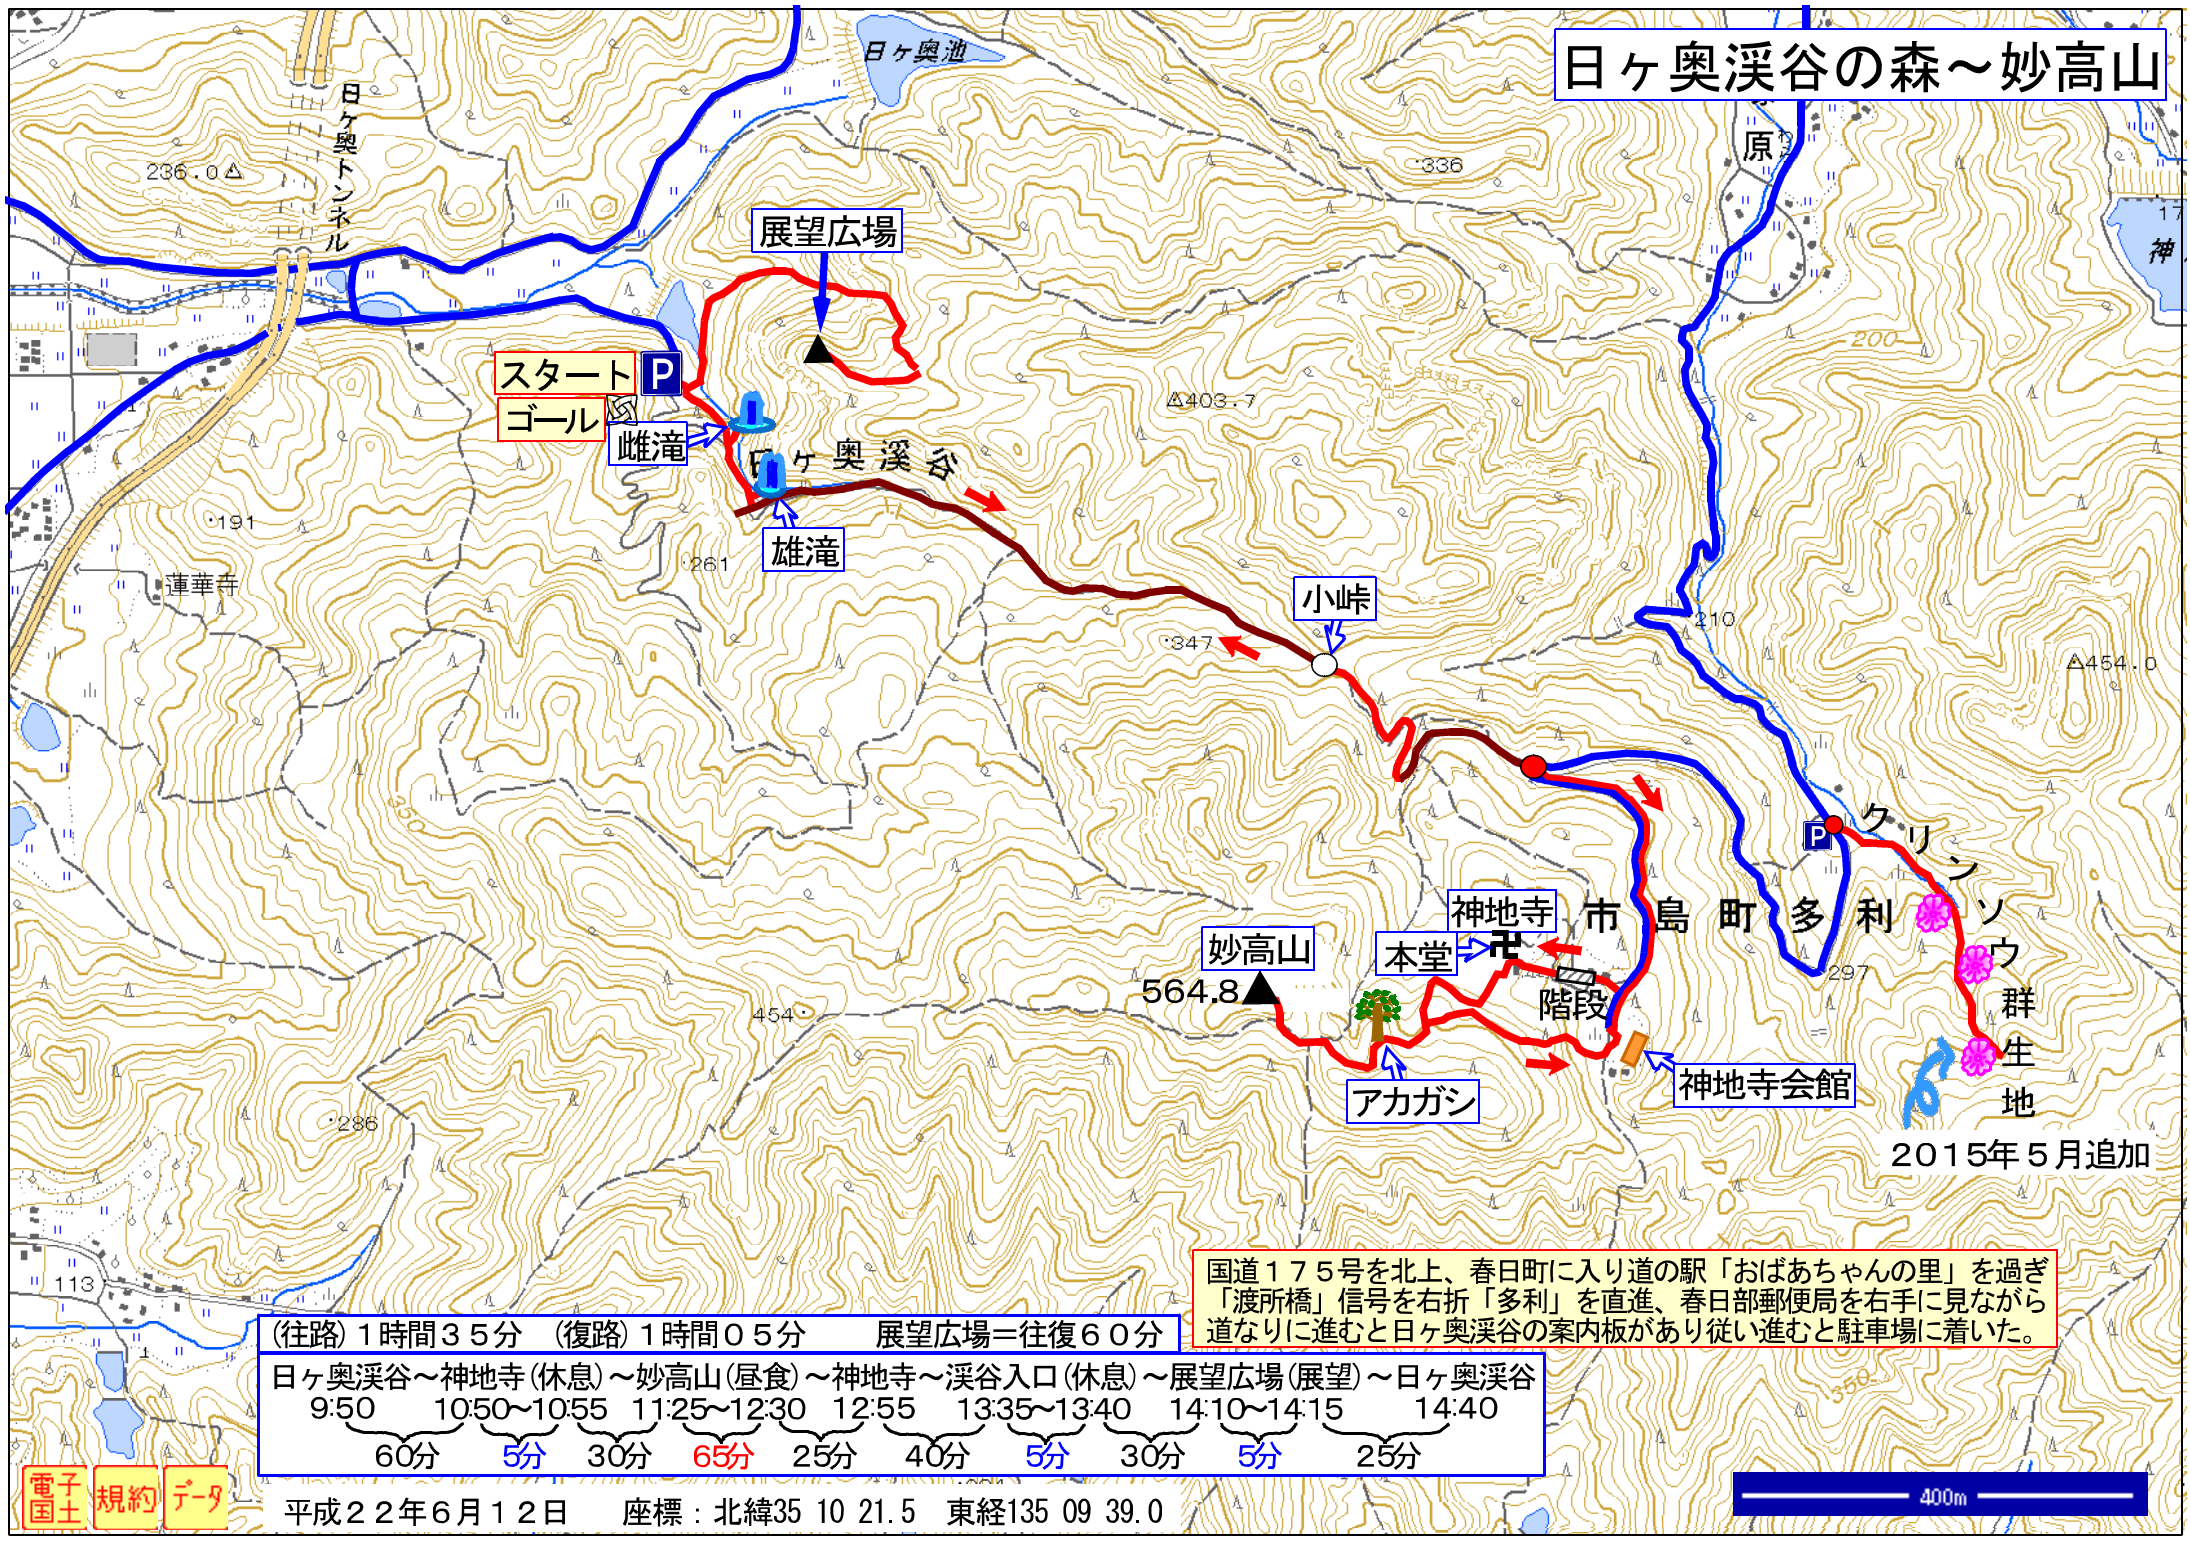 日ヶ奥渓谷の森～妙高山
日ヶ奥池
日ヶ奥トンネル
236.0
336
原
17
神
展望広場
200
スタート
P
ゴール
403.7
雌滝
日ヶ奥渓谷
191
雄滝
261
蓮華寺
小峠
210
347
454.0
350
P
クリンソウ群生地
神地寺
市島町多利
本堂
妙高山
564.8
297
階段
454
神地寺会館
アカガシ
286
2015年５月追加
113
国道１７５号を北上、春日町に入り道の駅「おばあちゃんの里」を過ぎ
「渡所橋」信号を右折「多利」を直進、春日部郵便局を右手に見ながら
道なりに進むと日ヶ奥渓谷の案内板があり従い進むと駐車場に着いた。
(往路)１時間３５分　(復路)１時間０５分　展望広場＝往復６０分
1
日ヶ奥渓谷～神地寺(休息)～妙高山(昼食)～神地寺～渓谷入口(休息)～展望広場(展望)～日ヶ奥渓谷
9:50 10:50～10:55 11:25～12:30 12:55 13:35～13:40 14:10～14:15 14:40
60分 5分 30分 65分 25分 40分 5分 30分 5分 25分
350
電子国土 規約 データ
平成２２年６月１２日　座標：北緯35 10 21.5　東経135 09 39.0
400m